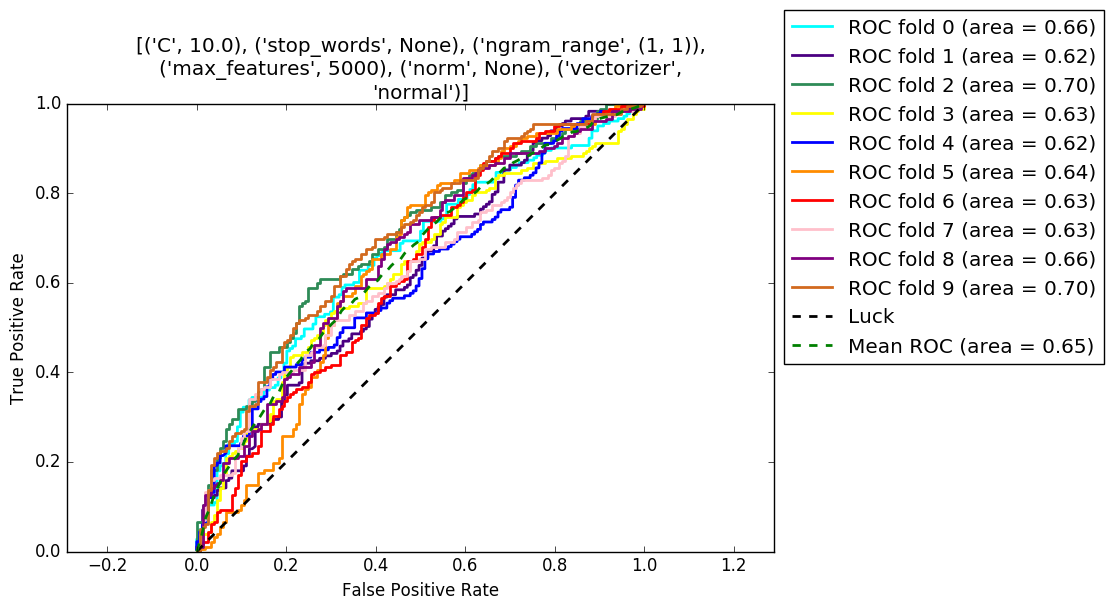 [('C', 10.0), ('stop_words', None), ('ngram_range', (1, 1)),
('max_features', 5000), ('norm', None), ('vectorizer',
'normal')]
ROC fold 0 (area = 0.66)
ROC fold 1 (area = 0.62)
ROC fold 2 (area = 0.70)
ROC fold 3 (area = 0.63)
ROC fold 4 (area = 0.62)
ROC fold 5 (area = 0.64)
ROC fold 6 (area = 0.63)
ROC fold 7 (area = 0.63)
ROC fold 8 (area = 0.66)
ROC fold 9 (area = 0.70)
Luck
Mean ROC (area = 0.65)
True Positive Rate
1.0
0.8
0.6
0.4
0.2
0.0
−0.2 0.0 0.2 0.4 0.6 0.8 1.0 1.2
False Positive Rate